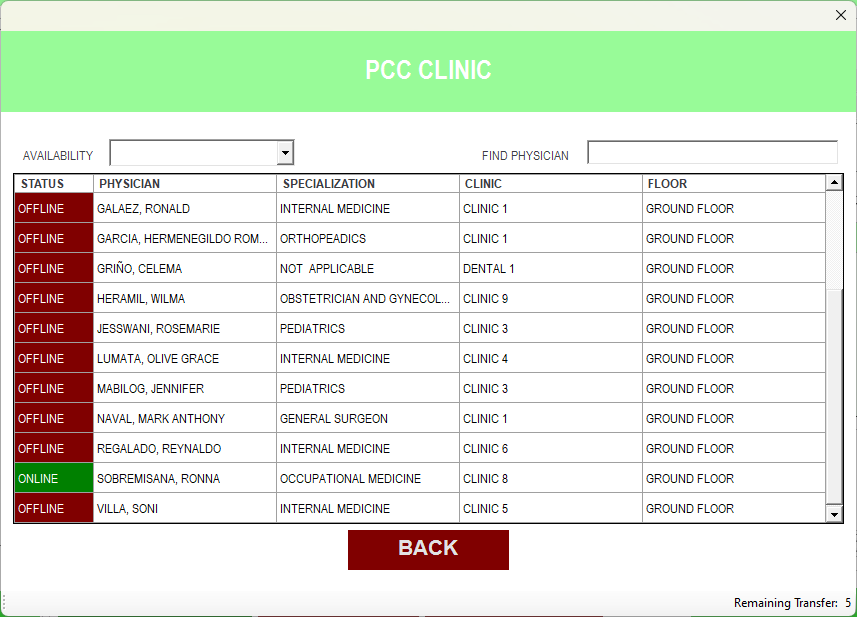 PCC CLINIC
AVAILABILITY FIND PHYSICIAN
STATUS PHYSICIAN SPECIALIZATION CLINIC FLOOR
OFFLINE GALAEZ, RONALD INTERNAL MEDICINE CLINIC 1 GROUND FLOOR
OFFLINE GARCIA, HERMENEGILDO ROM... ORTHOPEADICS CLINIC 1 GROUND FLOOR
OFFLINE GRIÑO, CELEMA NOT APPLICABLE DENTAL 1 GROUND FLOOR
OFFLINE HERAMIL, WILMA OBSTETRICIAN AND GYNECOL... CLINIC 9 GROUND FLOOR
OFFLINE JESSWANI, ROSEMARIE PEDIATRICS CLINIC 3 GROUND FLOOR
OFFLINE LUMATA, OLIVE GRACE INTERNAL MEDICINE CLINIC 4 GROUND FLOOR
OFFLINE MABILOG, JENNIFER PEDIATRICS CLINIC 3 GROUND FLOOR
OFFLINE NAVAL, MARK ANTHONY GENERAL SURGEON CLINIC 1 GROUND FLOOR
OFFLINE REGALADO, REYNALDO INTERNAL MEDICINE CLINIC 6 GROUND FLOOR
ONLINE SOBREMISANA, RONNA OCCUPATIONAL MEDICINE CLINIC 8 GROUND FLOOR
OFFLINE VILLA, SONI INTERNAL MEDICINE CLINIC 5 GROUND FLOOR
BACK
Remaining Transfer: 5